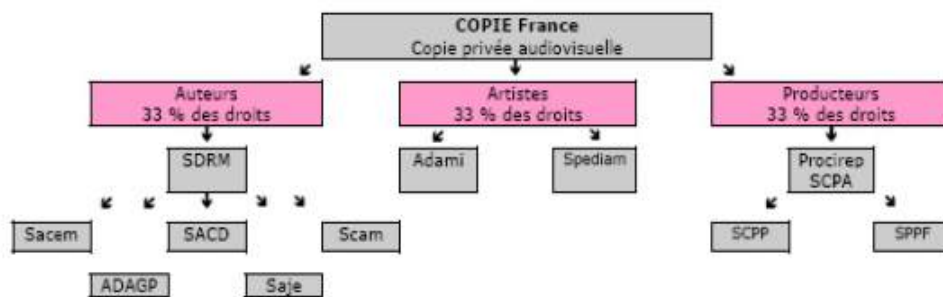 COPIE France
Copie privée audiovisuelle
Auteurs
33 % des droits
Artistes
33 % des droits
Producteurs
33 % des droits
SDRM
Adami
Spediam
Procirep
SCPA
Sacem
SACD
Scam
SCPP
SPPF
ADAGP
Saje